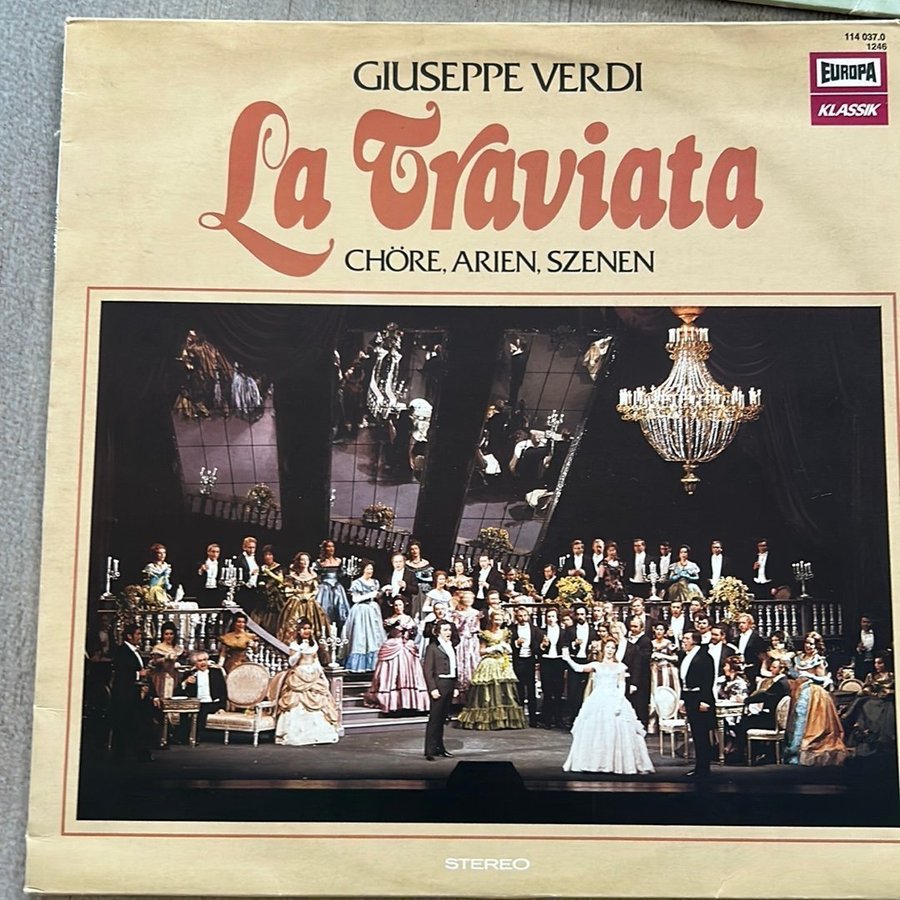 114 037.0
1246
EUROPA
KLASSIK
GIUSEPPE VERDI
La Traviata
CHÖRE, ARIEN, SZENEN
STEREO